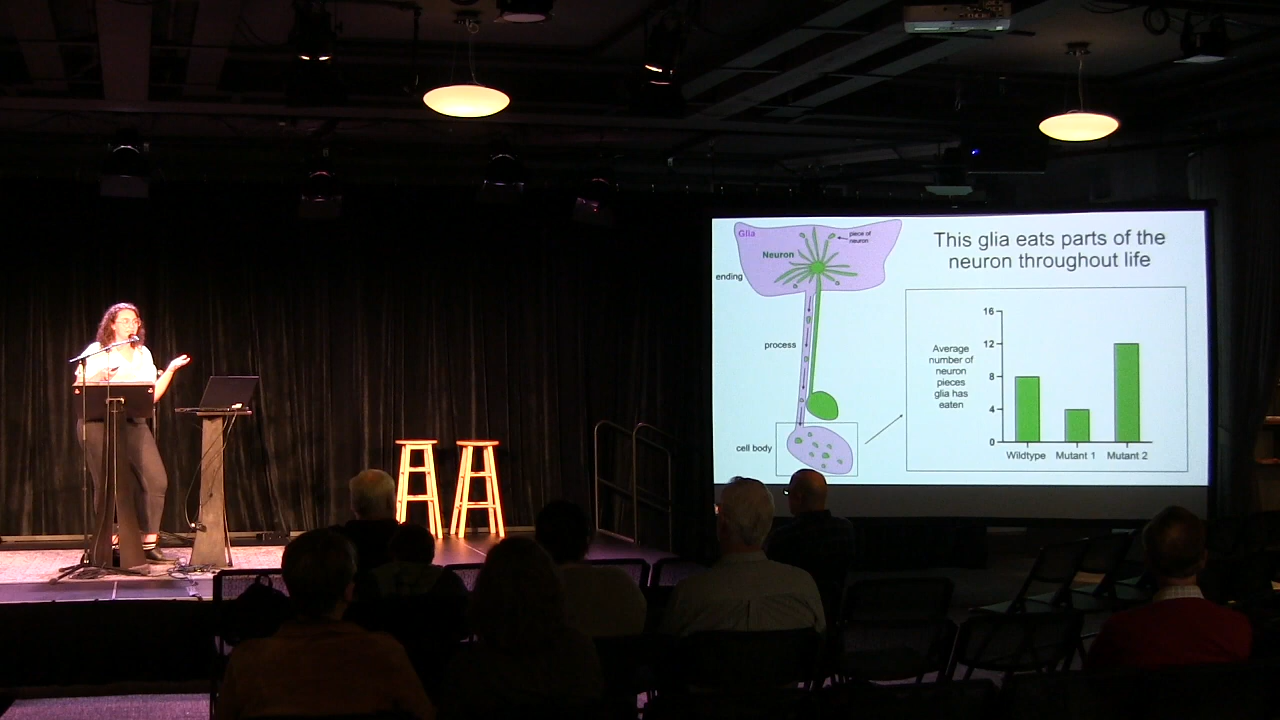 Glia
piece of
neuron
Neuron
ending
process
cell body
This glia eats parts of the
neuron throughout life
Average
number of
neuron
pieces
glia has
eaten
16
12
8
4
0
Wildtype Mutant 1 Mutant 2